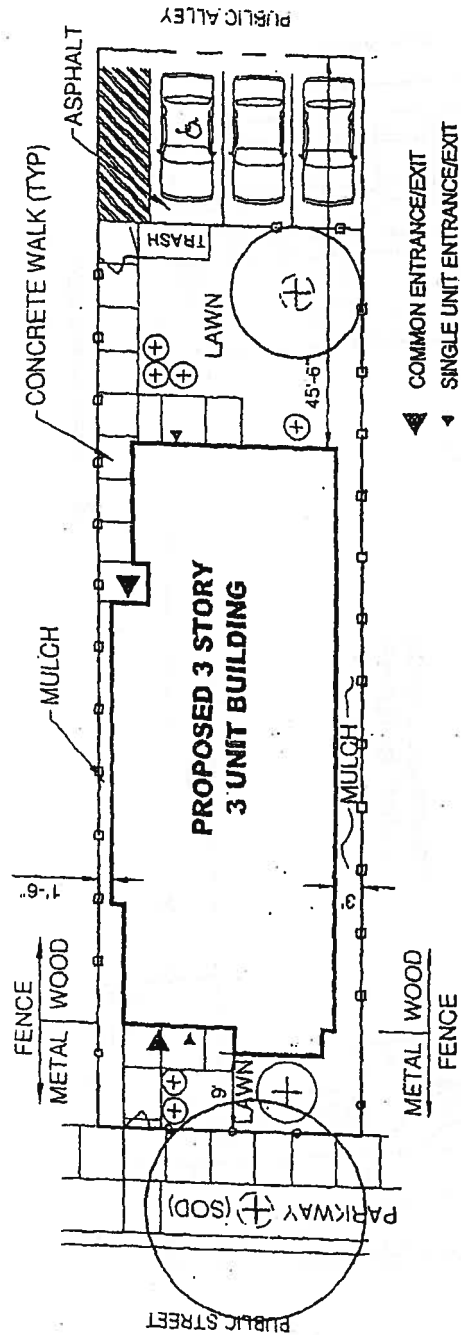 PUBLIC ALLEY
ASPHALT
CONCRETE WALK (TYP)
TRASH
LAWN
45'-6"
MULCH
PROPOSED 3 STORY
3 UNIT BUILDING
MULCH
1'-6"
3'
FENCE
METAL WOOD
9'
LAWN
METAL WOOD
FENCE
PARKWAY (SOD)
PUBLIC STREET
COMMON ENTRANCE/EXIT
SINGLE UNIT ENTRANCE/EXIT